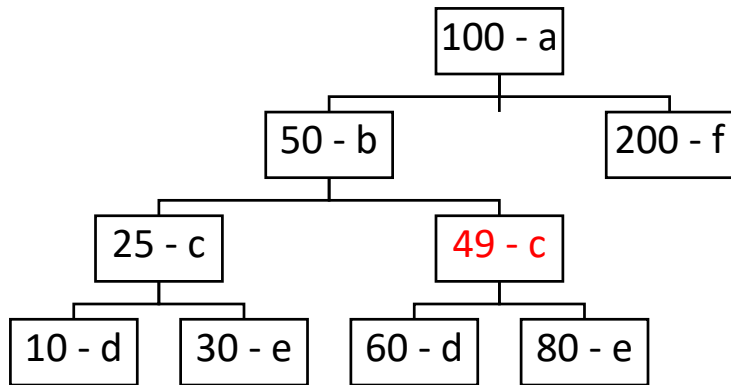 100 - a
50 - b
200 - f
25 - c
49 - c
10 - d
30 - e
60 - d
80 - e